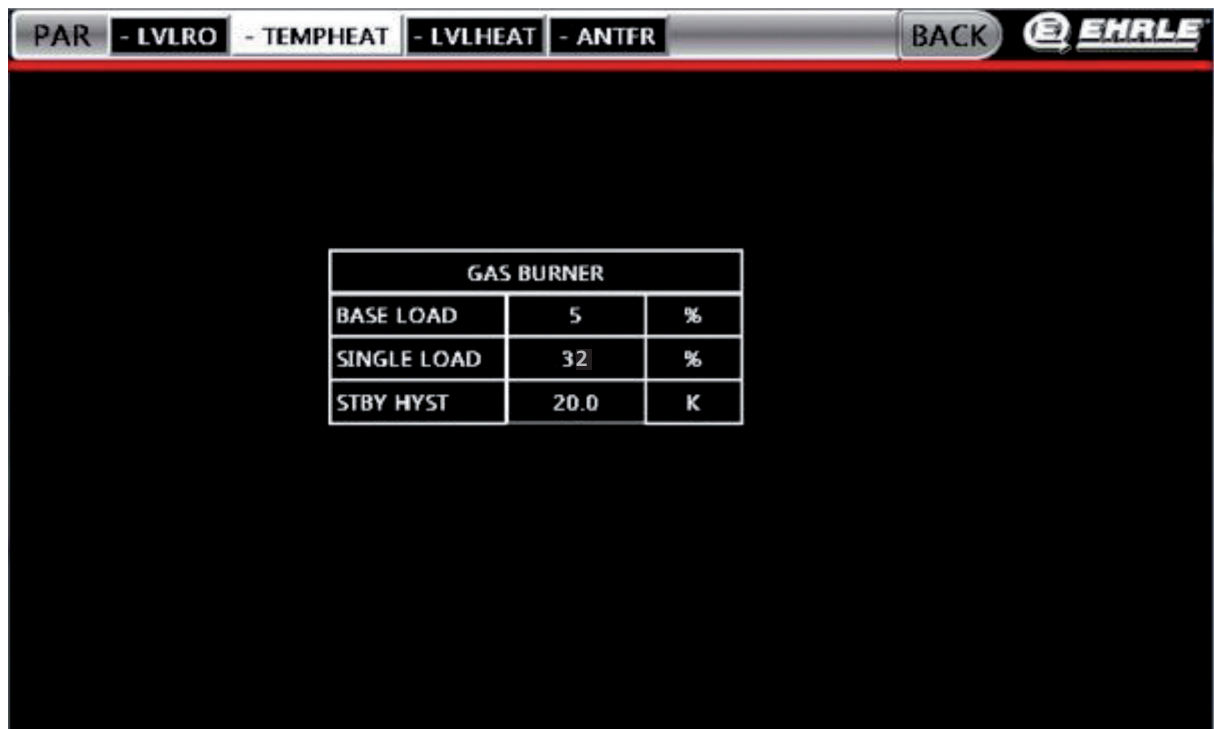 PAR - LVLRO - TEMPHEAT - LVLHEAT - ANTFR BACK EHRLE
GAS BURNER
BASE LOAD 5 %
SINGLE LOAD 32 %
STBY HYST 20.0 K